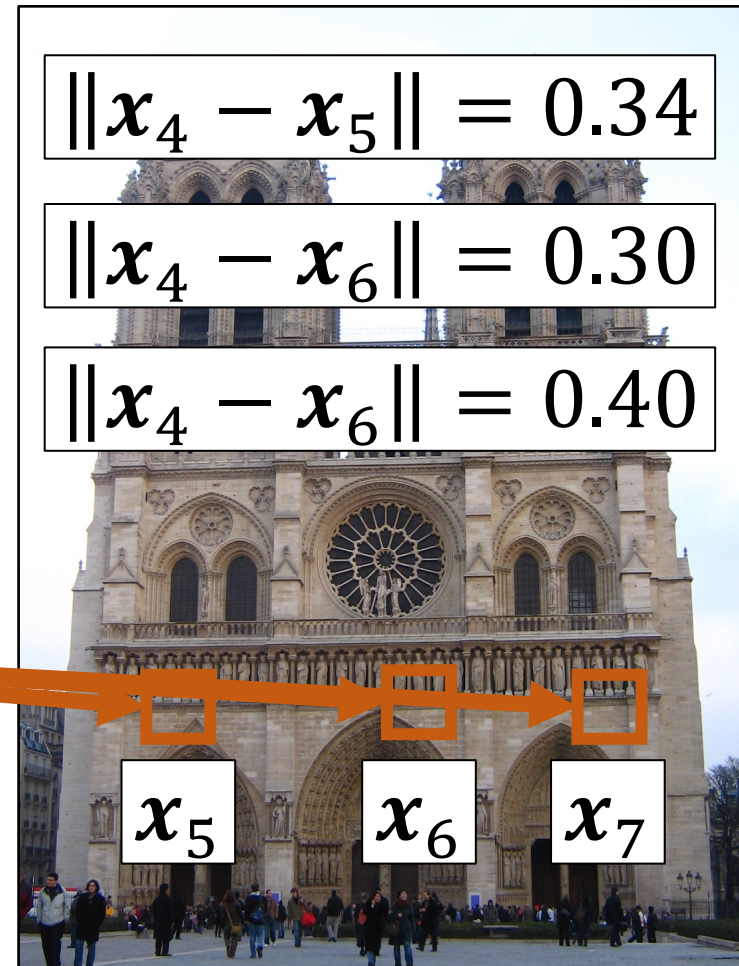 ‖𝒙₄ − 𝒙₅‖ = 0.34
‖𝒙₄ − 𝒙₆‖ = 0.30
‖𝒙₄ − 𝒙₆‖ = 0.40
𝒙₅ 𝒙₆ 𝒙₇